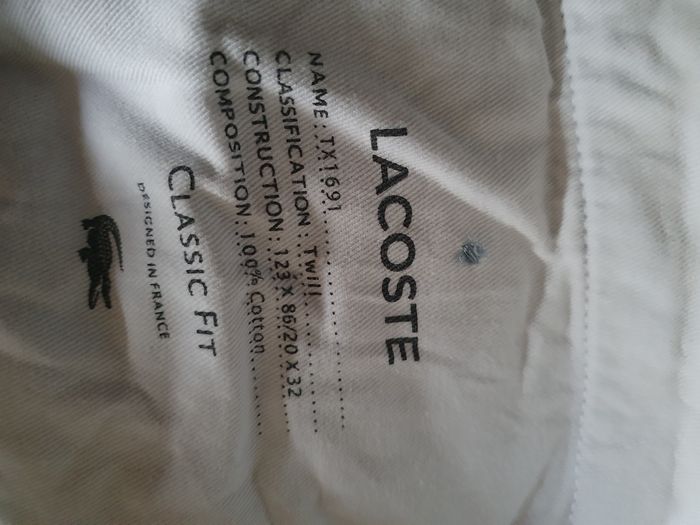 LACOSTE
NAME: TX1691
CLASSIFICATION: Twill
CONSTRUCTION: 123 X 86/20 X 32
COMPOSITION: 100% Cotton
CLASSIC FIT
DESIGNED IN FRANCE